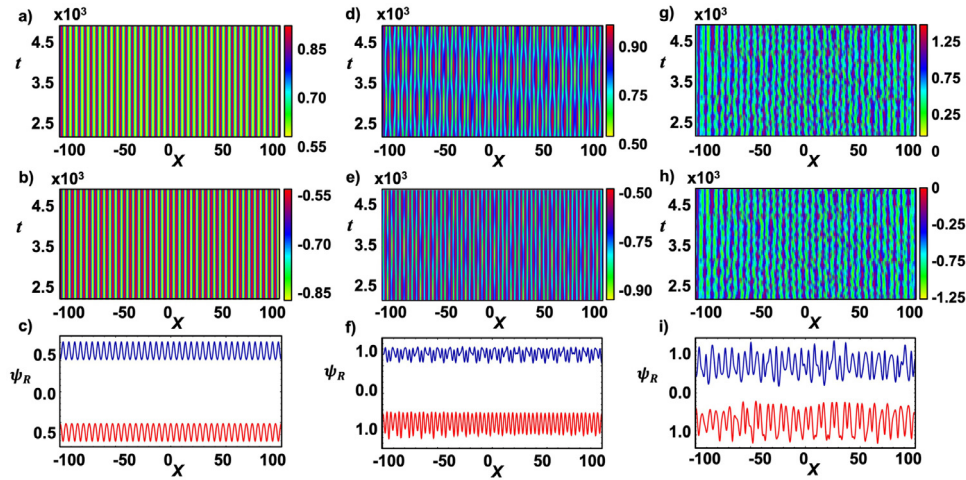 a) x10³ d) x10³ g) x10³
4.5 0.85 4.5 0.90 4.5 1.25
t 3.5 0.70 t 3.5 0.75 t 3.5 0.75
2.5 0.55 2.5 0.50 2.5 0
-100 -50 0 50 100 -100 -50 0 50 100 -100 -50 0 50 100
X X X
b) x10³ e) x10³ h) x10³
4.5 -0.55 4.5 -0.50 4.5 0
t 3.5 -0.70 t 3.5 -0.75 t 3.5 -0.25
-0.75
2.5 -0.85 2.5 -0.90 2.5 -1.25
-100 -50 0 50 100 -100 -50 0 50 100 -100 -50 0 50 100
X X X
c) f) i)
0.5 1.0 1.0
ψR 0.0 ψR 0.0 ψR 0.0
0.5 1.0 1.0
-100 -50 0 50 100 -100 -50 0 50 100 -100 -50 0 50 100
X X X